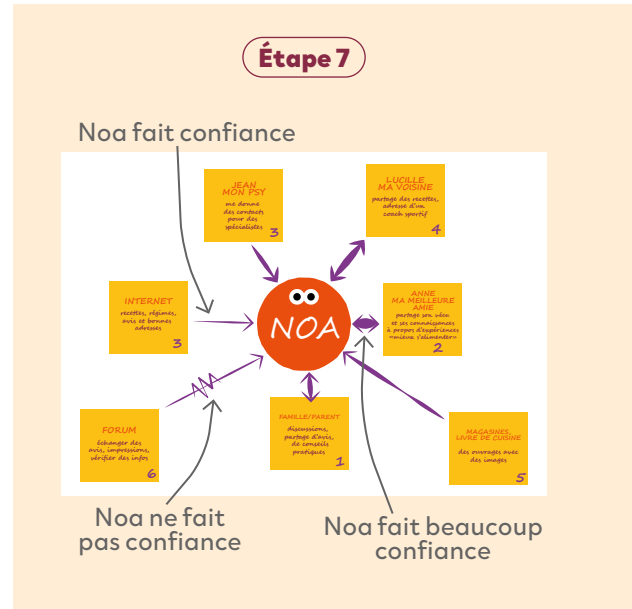 Étape 7
Noa fait confiance
JEAN
MON PSY
me donne
des contacts
pour des
spécialistes
3
LUCILLE
MA VOISINE
partage des recettes,
adresse d'un
coach sportif
4
INTERNET
recettes, régimes,
avis et bonnes
adresses
3
NOA
ANNE
MA MEILLEURE
AMIE
partage son vécu
et ses connaissances
à propos d'expériences
«mieux s'alimenter»
2
FORUM
échanger des
avis, impressions,
vérifier des infos
6
FAMILLE/PARENT
discussions,
partage d'avis,
de conseils
pratiques
1
MAGASINES,
LIVRE DE CUISINE
des ouvrages avec
des images
5
Noa ne fait
pas confiance
Noa fait beaucoup
confiance